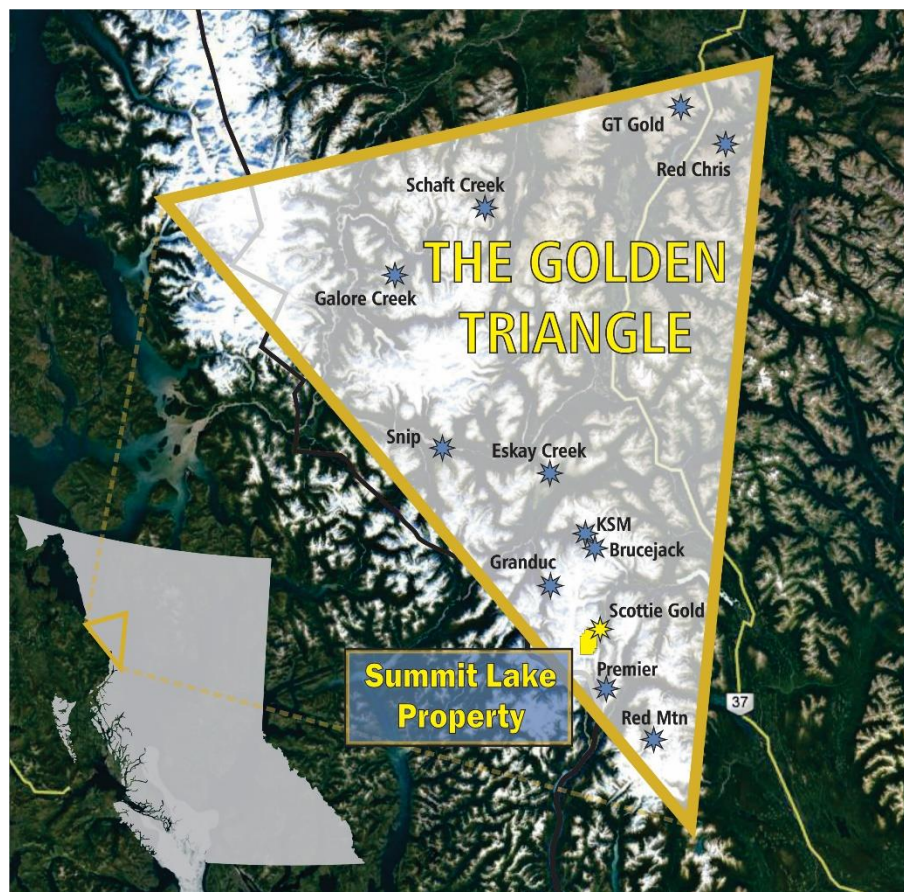 GT Gold
Red Chris
Schaft Creek
THE GOLDEN
TRIANGLE
Galore Creek
Snip
Eskay Creek
KSM
Brucejack
Granduc
Scottie Gold
Summit Lake
Property
Premier
37
Red Mtn